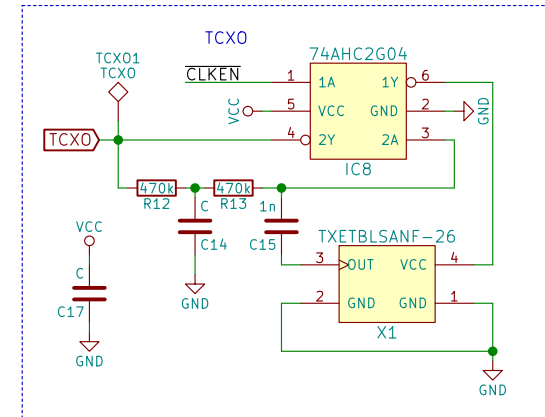 TCXO
TCXO1
TCXO
74AHC2G04
CLKEN
1
1A
1Y
6
VCC
5
VCC
GND
2
GND
TCXO
4
2Y
2A
3
IC8
470k
R12
470k
R13
C
C14
1n
C15
GND
TXETBLSANF-26
3
OUT
VCC
4
2
GND
GND
1
X1
GND
VCC
C
C17
GND